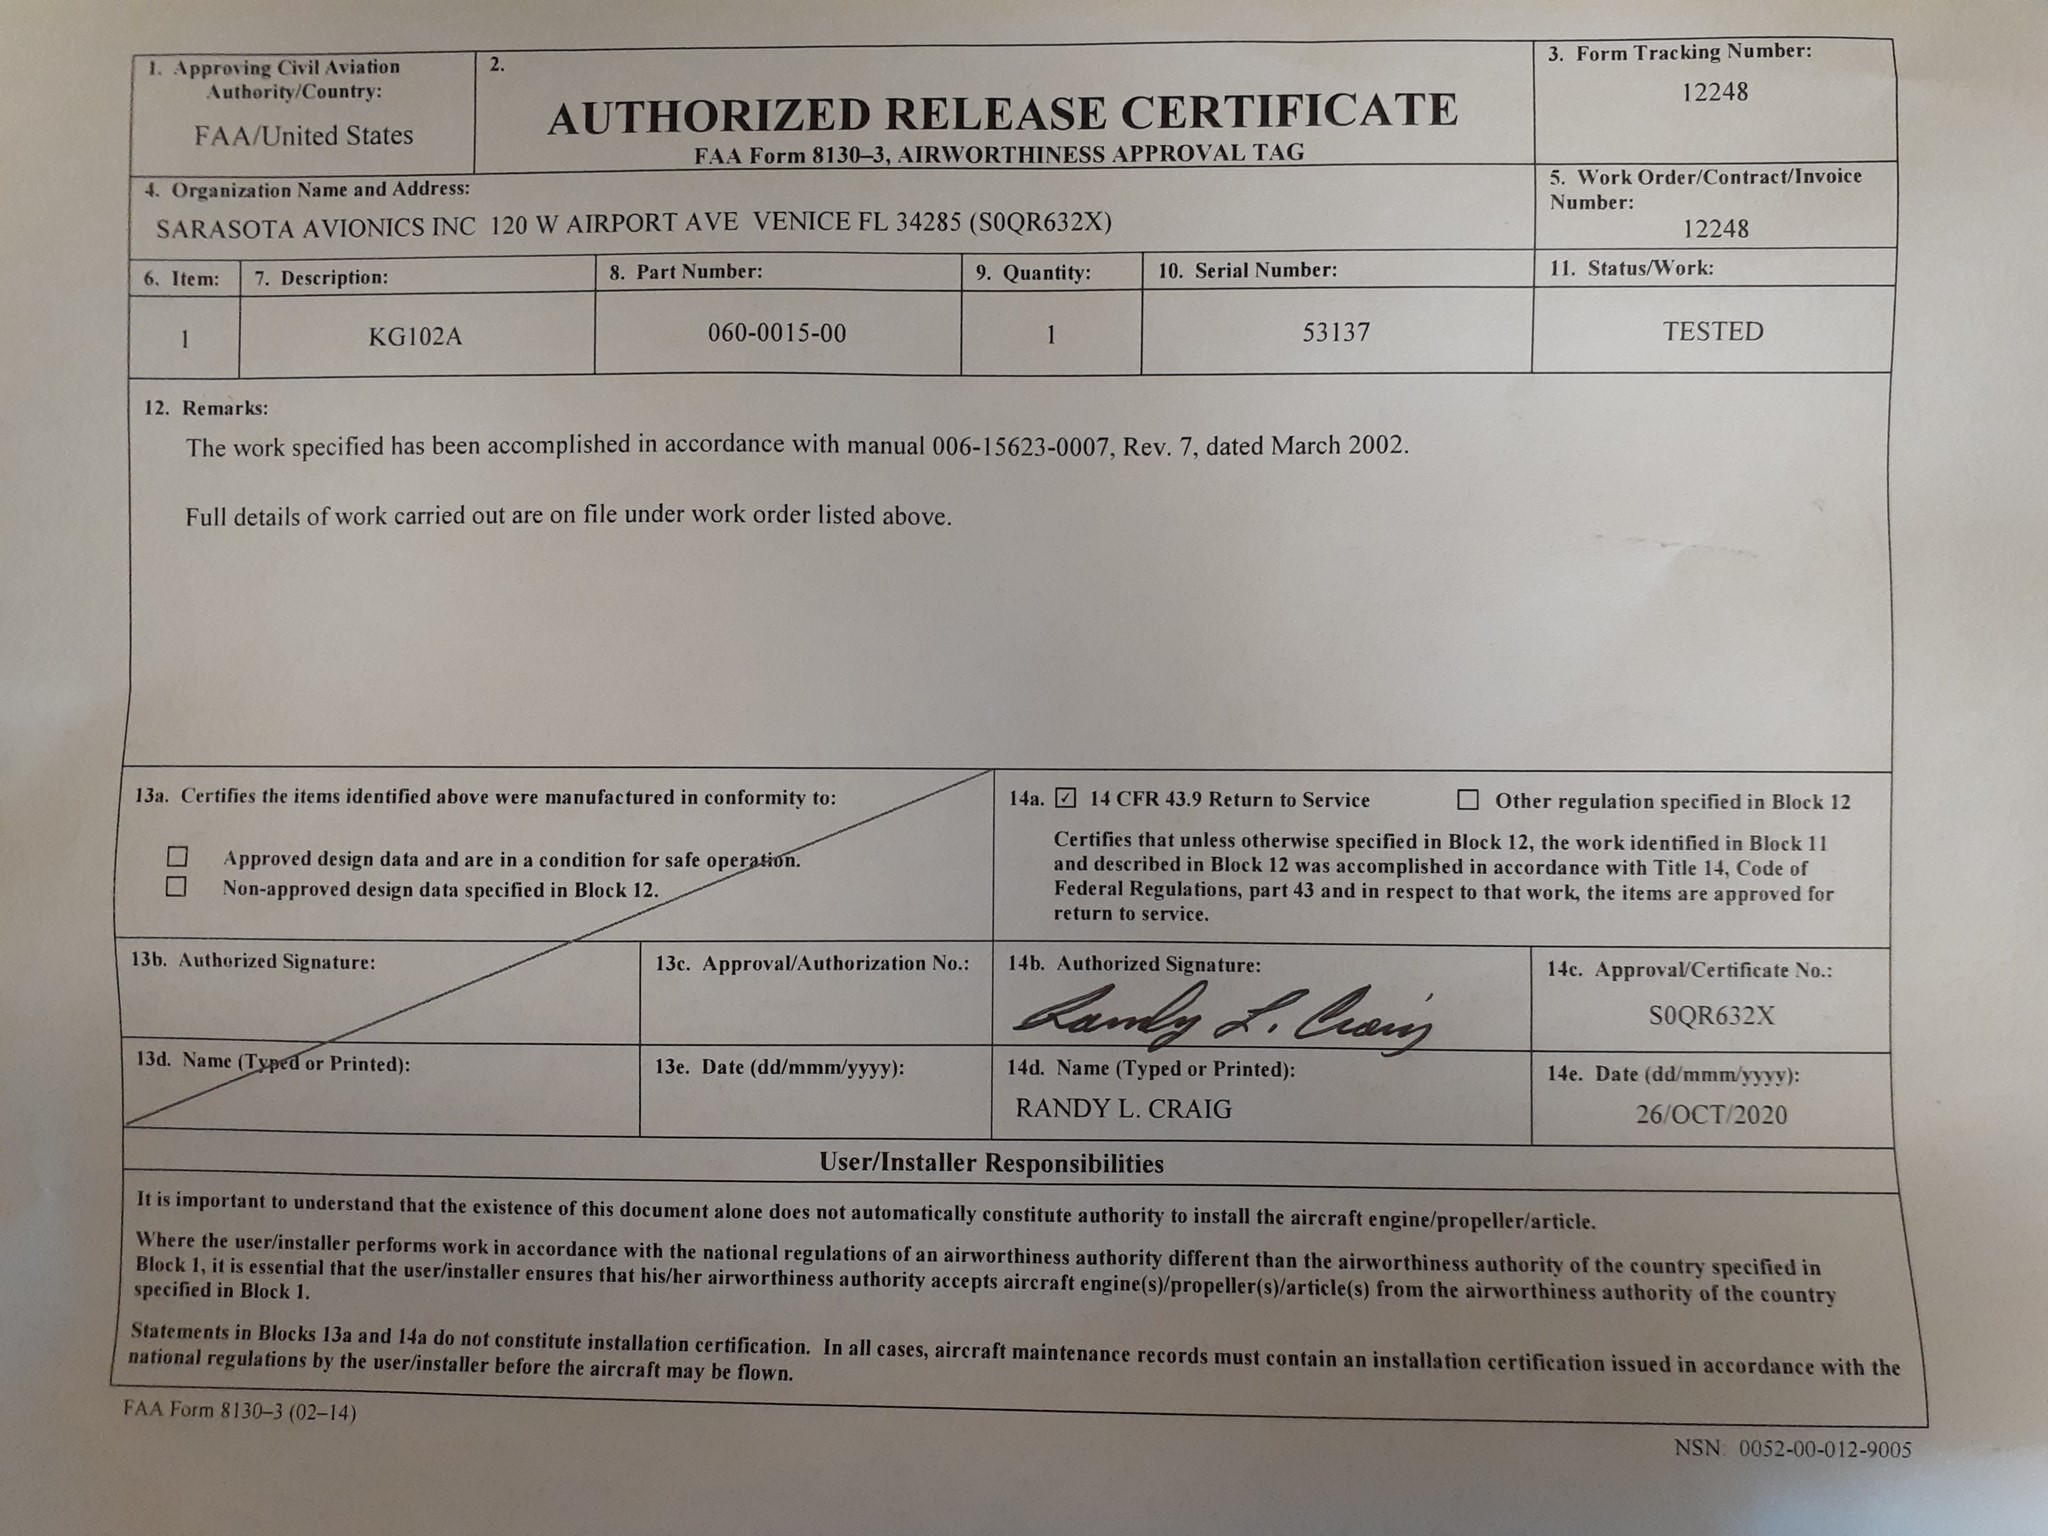 1. Approving Civil Aviation
Authority/Country:
FAA/United States
2.
AUTHORIZED RELEASE CERTIFICATE
FAA Form 8130–3, AIRWORTHINESS APPROVAL TAG
3. Form Tracking Number:
12248
4. Organization Name and Address:
SARASOTA AVIONICS INC 120 W AIRPORT AVE VENICE FL 34285 (S0QR632X)
5. Work Order/Contract/Invoice
Number:
12248
6. Item:
7. Description:
8. Part Number:
9. Quantity:
10. Serial Number:
11. Status/Work:
1
KG102A
060-0015-00
1
53137
TESTED
12. Remarks:
The work specified has been accomplished in accordance with manual 006-15623-0007, Rev. 7, dated March 2002.
Full details of work carried out are on file under work order listed above.
13a. Certifies the items identified above were manufactured in conformity to:
Approved design data and are in a condition for safe operation.
Non-approved design data specified in Block 12.
14a. ☑ 14 CFR 43.9 Return to Service ☐ Other regulation specified in Block 12
Certifies that unless otherwise specified in Block 12, the work identified in Block 11
and described in Block 12 was accomplished in accordance with Title 14, Code of
Federal Regulations, part 43 and in respect to that work, the items are approved for
return to service.
13b. Authorized Signature:
13c. Approval/Authorization No.:
14b. Authorized Signature:
Randy L. Craig
14c. Approval/Certificate No.:
S0QR632X
13d. Name (Typed or Printed):
13e. Date (dd/mmm/yyyy):
14d. Name (Typed or Printed):
RANDY L. CRAIG
14e. Date (dd/mmm/yyyy):
26/OCT/2020
User/Installer Responsibilities
It is important to understand that the existence of this document alone does not automatically constitute authority to install the aircraft engine/propeller/article.
Where the user/installer performs work in accordance with the national regulations of an airworthiness authority different than the airworthiness authority of the country specified in
Block 1, it is essential that the user/installer ensures that his/her airworthiness authority accepts aircraft engine(s)/propeller(s)/article(s) from the airworthiness authority of the country
specified in Block 1.
Statements in Blocks 13a and 14a do not constitute installation certification. In all cases, aircraft maintenance records must contain an installation certification issued in accordance with the
national regulations by the user/installer before the aircraft may be flown.
FAA Form 8130–3 (02–14)
NSN: 0052-00-012-9005